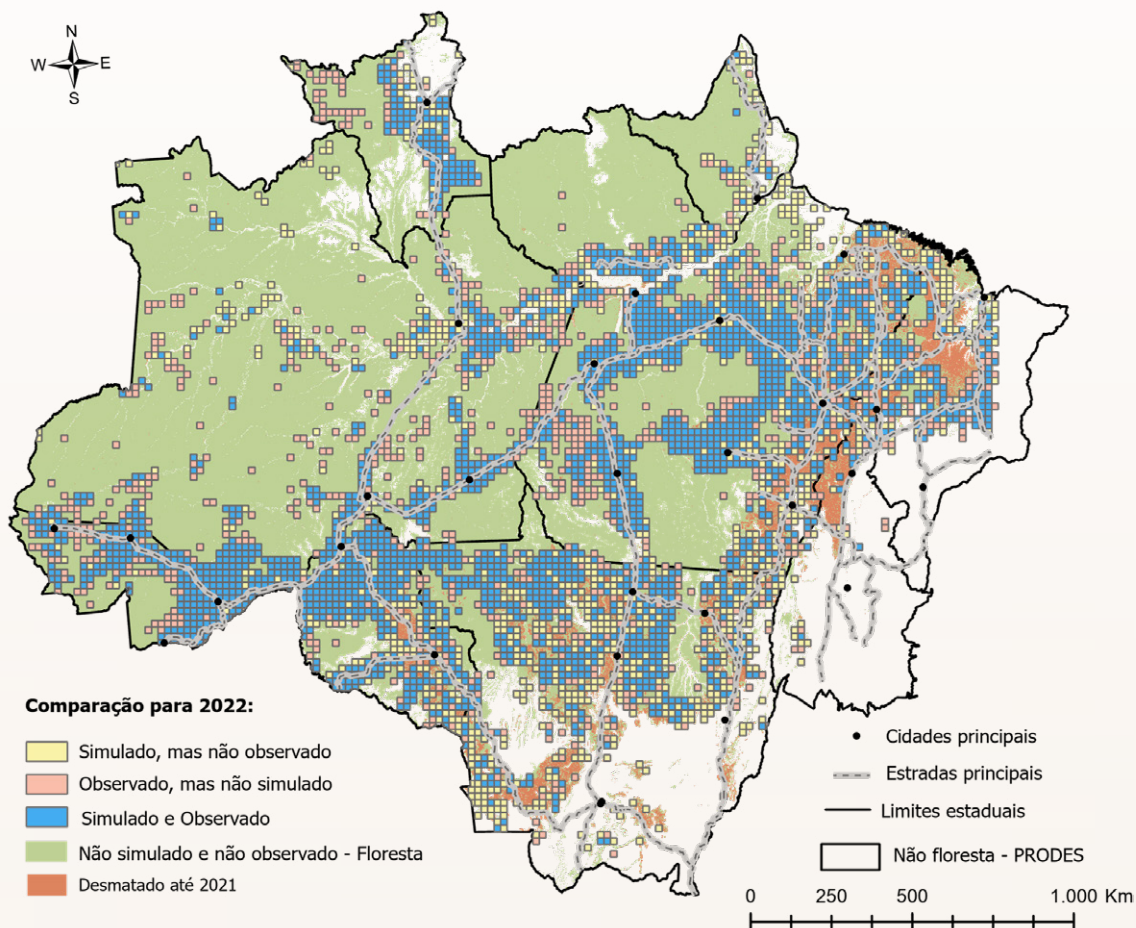 N
W E
S
Comparação para 2022:
Simulado, mas não observado
Observado, mas não simulado
Simulado e Observado
Não simulado e não observado - Floresta
Desmatado até 2021
Cidades principais
Estradas principais
Limites estaduais
Não floresta - PRODES
0 250 500 1.000 Km